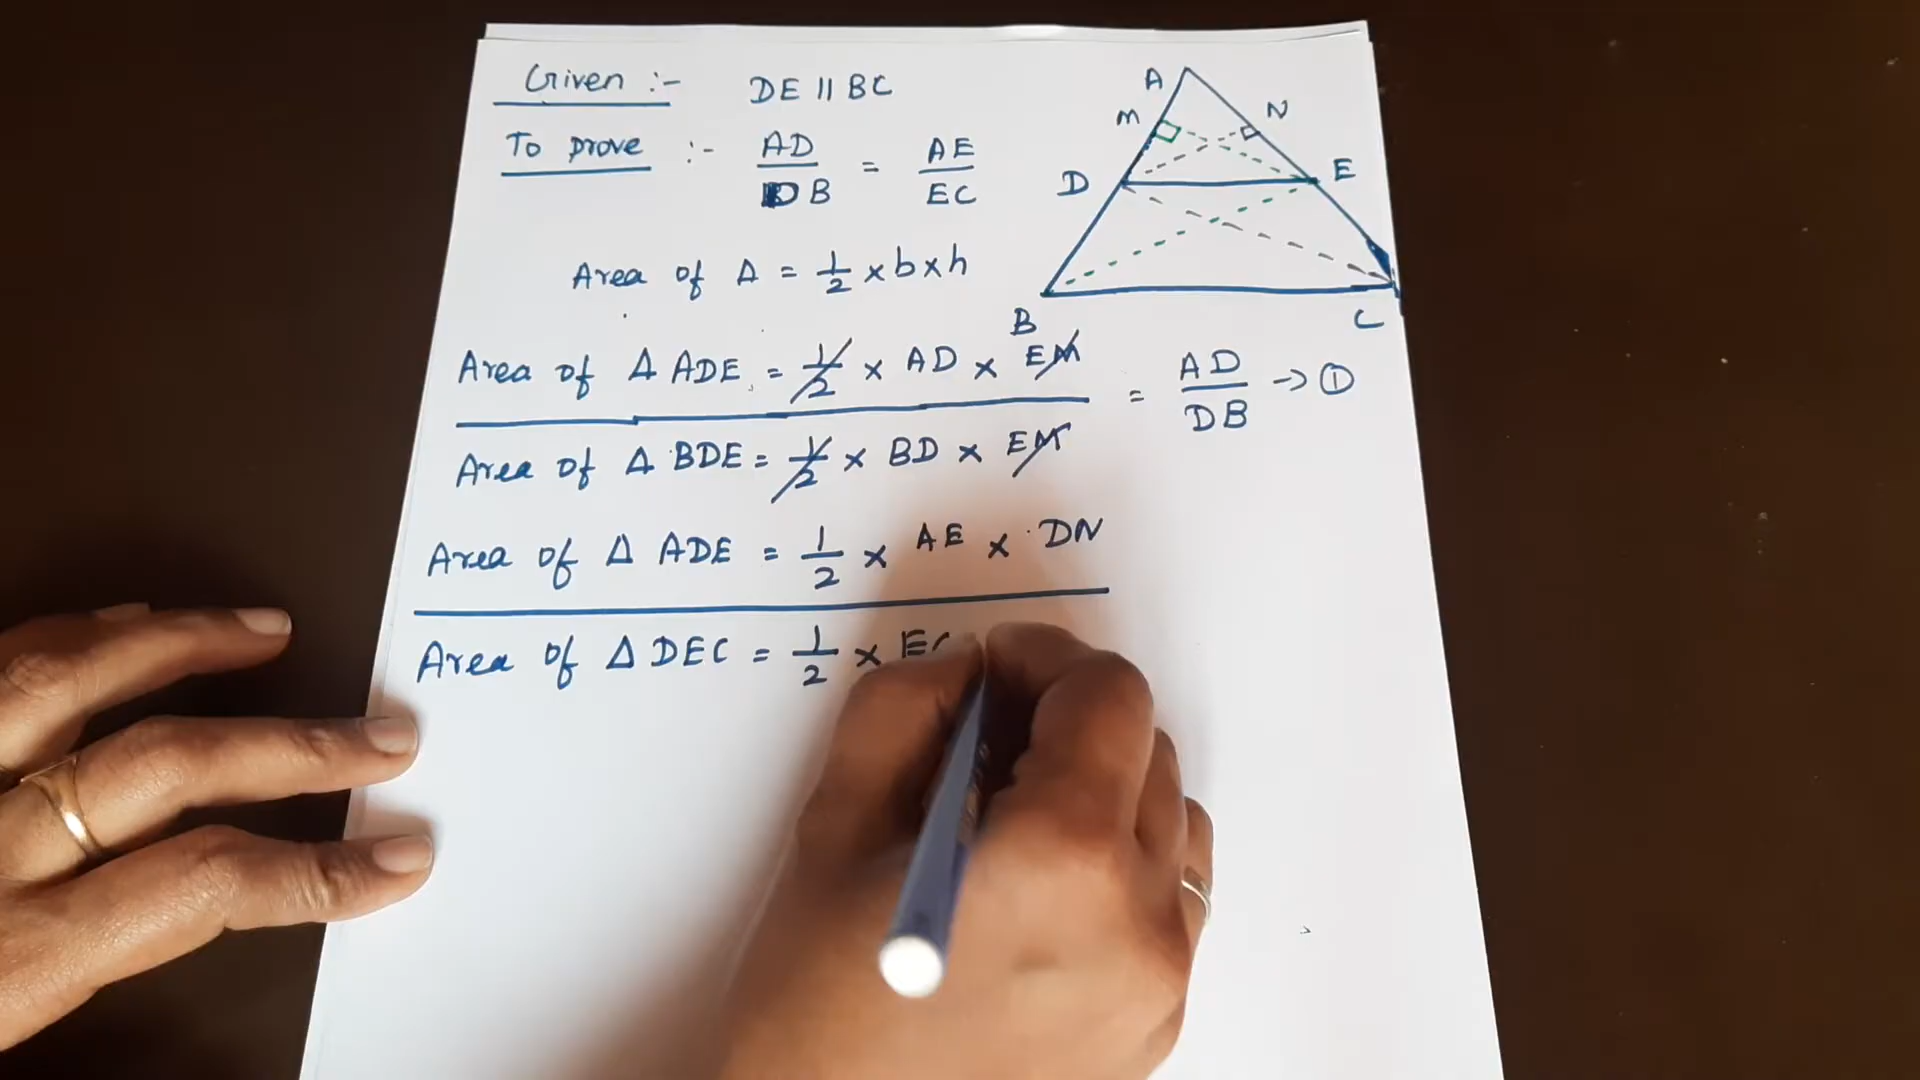 Given :- DE || BC
To prove :- AD/DB = AE/EC
Area of Δ = 1/2 × b × h
A
M
N
D
E
B
C
Area of Δ ADE = 1/2 × AD × EM
Area of Δ BDE = 1/2 × BD × EM
= AD/DB → ①
Area of Δ ADE = 1/2 × AE × DN
Area of Δ DEC = 1/2 × EC